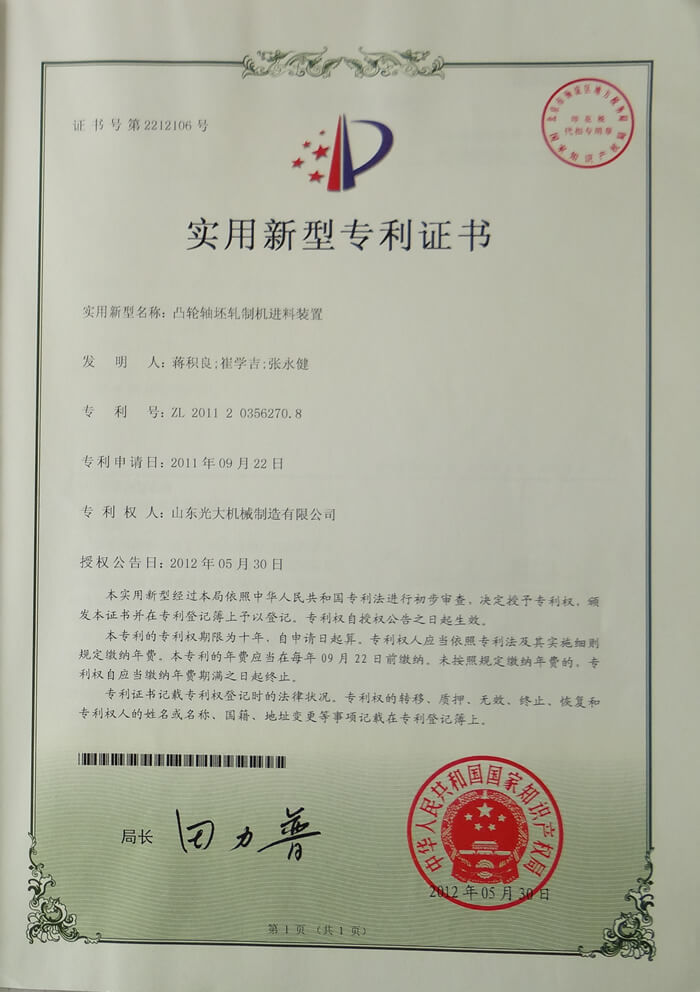 证书号第2212106号
印花税
代扣专用章
国家知识产权局
实用新型专利证书
实用新型名称：凸轮轴坯轧制机进料装置
发明人：蒋积良;崔学吉;张永健
专利号：ZL 2011 2 0356270.8
专利申请日：2011年09月22日
专利权人：山东光大机械制造有限公司
授权公告日：2012年05月30日
本实用新型经过本局依照中华人民共和国专利法进行初步审查，决定授予专利权，颁
发本证书并在专利登记簿上予以登记。专利权自授权公告之日起生效。
本专利的专利权期限为十年，自申请日起算。专利权人应当依照专利法及其实施细则
规定缴纳年费。本专利的年费应当在每年09月22日前缴纳。未按照规定缴纳年费的，专
利权自应当缴纳年费期满之日起终止。
专利证书记载专利权登记时的法律状况。专利权的转移、质押、无效、终止、恢复和
专利权人的姓名或名称、国籍、地址变更等事项记载在专利登记簿上。
局长 田力普
中华人民共和国国家知识产权局
2012年05月30日
第1页（共1页）